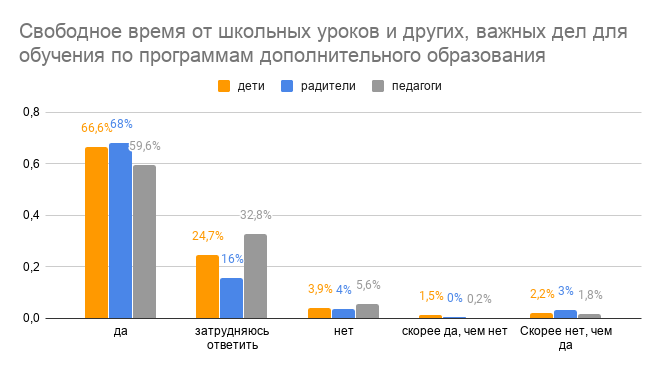 Свободное время от школьных уроков и других, важных дел для
обучения по программам дополнительного образования
дети радители педагоги
0,8
0,6
0,4
0,2
0,0
66,6% 68% 59,6%
24,7% 16% 32,8%
3,9% 4% 5,6%
1,5% 0% 0,2%
2,2% 3% 1,8%
да
затрудняюсь
ответить
нет
скорее да, чем нет
Скорее нет, чем
да